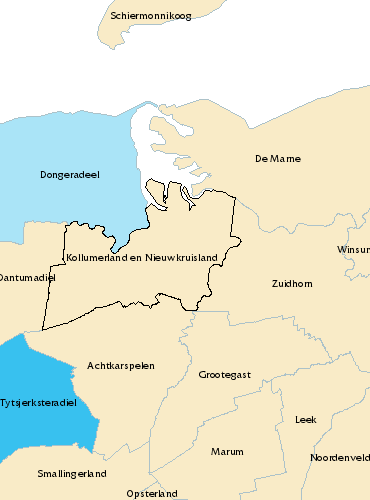 Schiermonnikoog
De Marne
Dongeradeel
Winsum
Kollumerland en Nieuwkruisland
Dantumadiel
Zuidhorn
Achtkarspelen
Grootegast
Tytsjerksteradiel
Leek
Marum
Noordenveld
Smallingerland
Opsterland